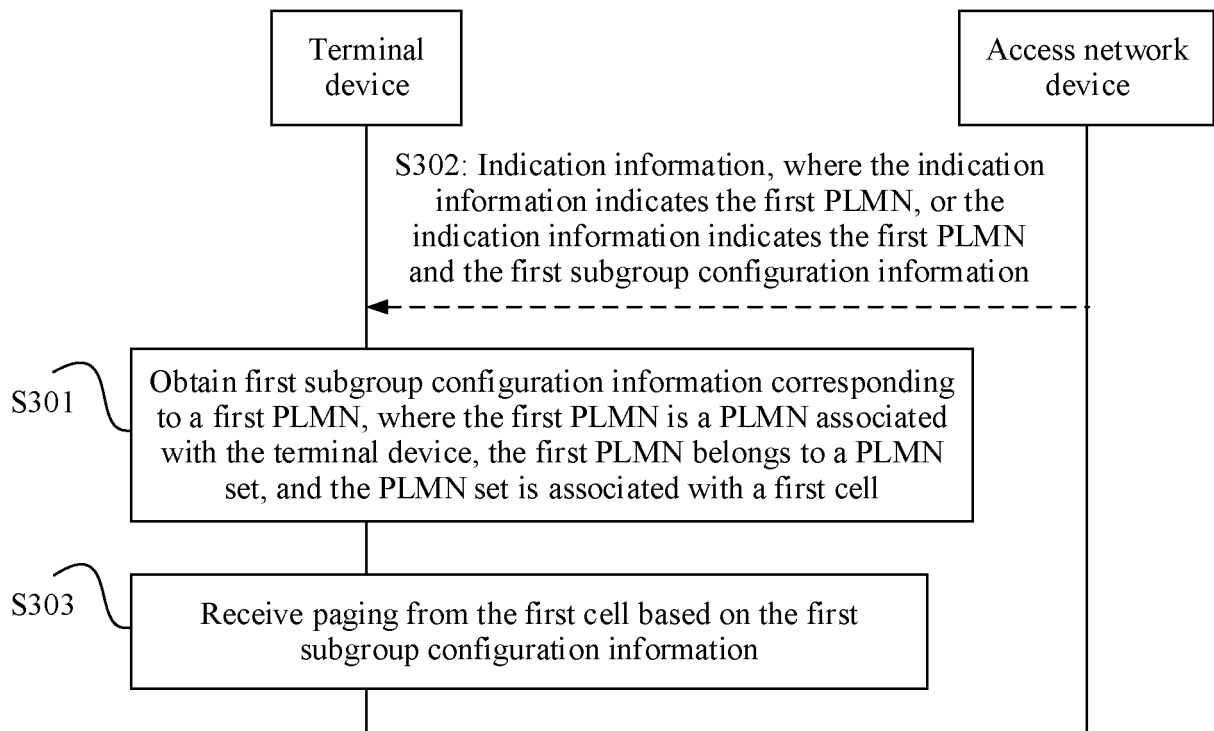 Terminal
device
Access network
device
S302: Indication information, where the indication
information indicates the first PLMN, or the
indication information indicates the first PLMN
and the first subgroup configuration information
S301
Obtain first subgroup configuration information corresponding
to a first PLMN, where the first PLMN is a PLMN associated
with the terminal device, the first PLMN belongs to a PLMN
set, and the PLMN set is associated with a first cell
S303
Receive paging from the first cell based on the first
subgroup configuration information